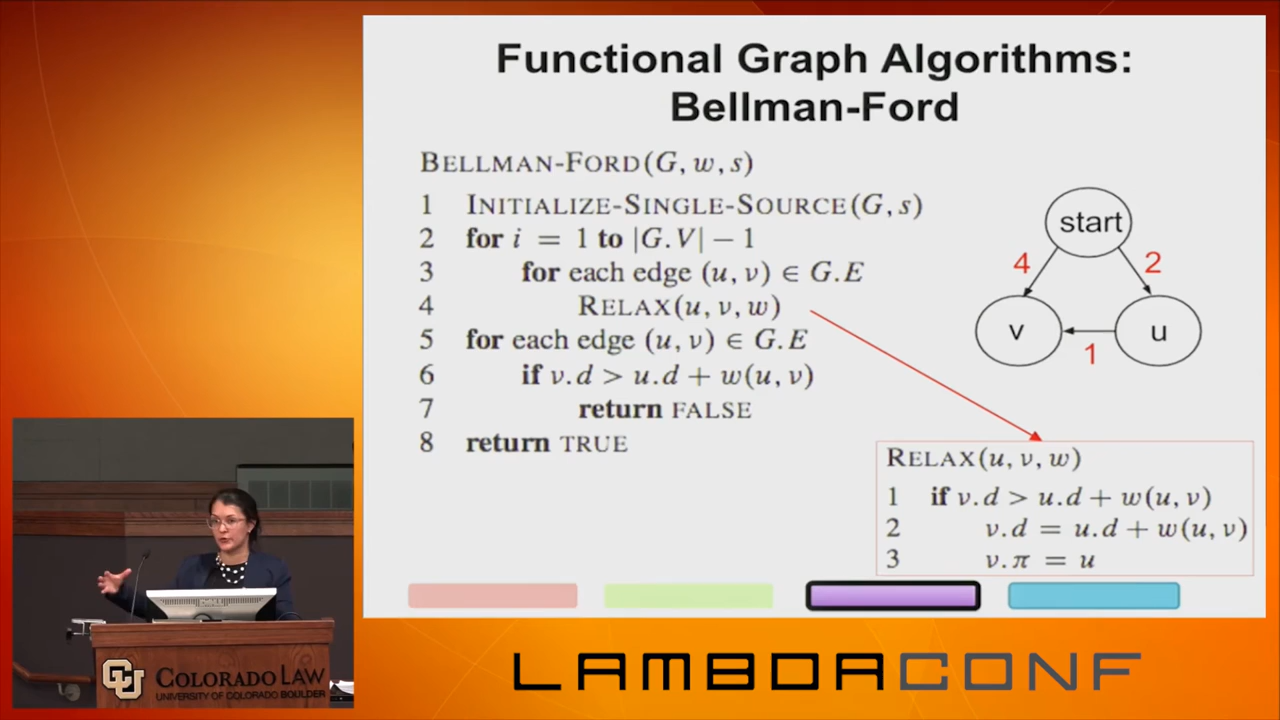 Functional Graph Algorithms:
Bellman-Ford
BELLMAN-FORD(G, w, s)
1 INITIALIZE-SINGLE-SOURCE(G, s)
2 for i = 1 to |G.V| − 1
3 for each edge (u, v) ∈ G.E
4 RELAX(u, v, w)
5 for each edge (u, v) ∈ G.E
6 if v.d > u.d + w(u, v)
7 return FALSE
8 return TRUE
start
4
2
v
u
1
RELAX(u, v, w)
1 if v.d > u.d + w(u, v)
2 v.d = u.d + w(u, v)
3 v.π = u
DELL
CU
COLORADO LAW
UNIVERSITY OF COLORADO BOULDER
LAMBDACONF